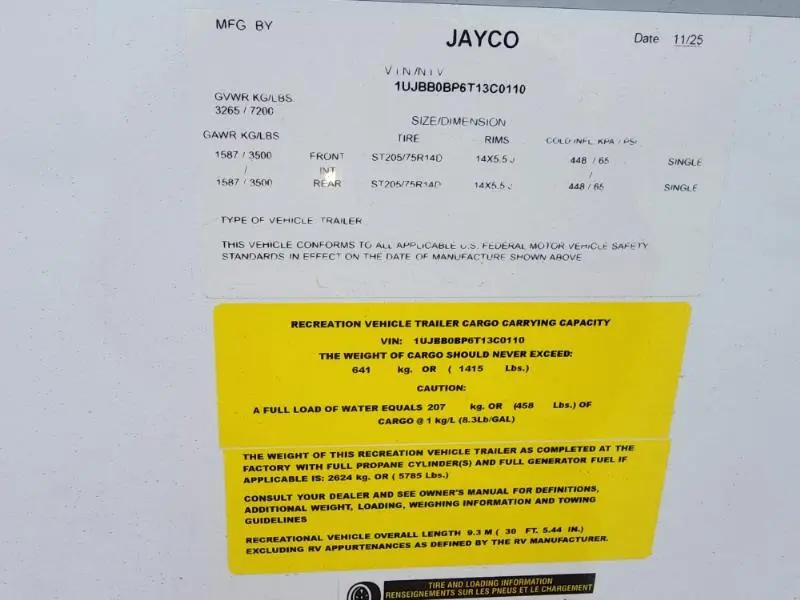 MFG BY JAYCO Date 11/25
VIN/NIV
1UJBB0BP6T13C0110
GVWR KG/LBS
3265 / 7200
SIZE/DIMENSION
GAWR KG/LBS TIRE RIMS COLD INFL. KPA / PSI
1587 / 3500 FRONT ST205/75R14D 14X5.5 J 448 / 65 SINGLE
/ INT /
1587 / 3500 REAR ST205/75R14D 14X5.5 J 448 / 65 SINGLE
TYPE OF VEHICLE: TRAILER
THIS VEHICLE CONFORMS TO ALL APPLICABLE U.S. FEDERAL MOTOR VEHICLE SAFETY
STANDARDS IN EFFECT ON THE DATE OF MANUFACTURE SHOWN ABOVE
RECREATION VEHICLE TRAILER CARGO CARRYING CAPACITY
VIN: 1UJBB0BP6T13C0110
THE WEIGHT OF CARGO SHOULD NEVER EXCEED:
641 kg. OR ( 1415 Lbs.)
CAUTION:
A FULL LOAD OF WATER EQUALS 207 kg. OR (458 Lbs.) OF
CARGO @ 1 kg/L (8.3Lb/GAL)
THE WEIGHT OF THIS RECREATION VEHICLE TRAILER AS COMPLETED AT THE
FACTORY WITH FULL PROPANE CYLINDER(S) AND FULL GENERATOR FUEL IF
APPLICABLE IS: 2624 kg. OR ( 5785 Lbs.)
CONSULT YOUR DEALER AND SEE OWNER'S MANUAL FOR DEFINITIONS,
ADDITIONAL WEIGHT, LOADING, WEIGHING INFORMATION AND TOWING
GUIDELINES
RECREATIONAL VEHICLE OVERALL LENGTH 9.3 M ( 30 FT. 5.44 IN.)
EXCLUDING RV APPURTENANCES AS DEFINED BY THE RV MANUFACTURER.
TIRE AND LOADING INFORMATION
RENSEIGNEMENTS SUR LES PNEUS ET LE CHARGEMENT